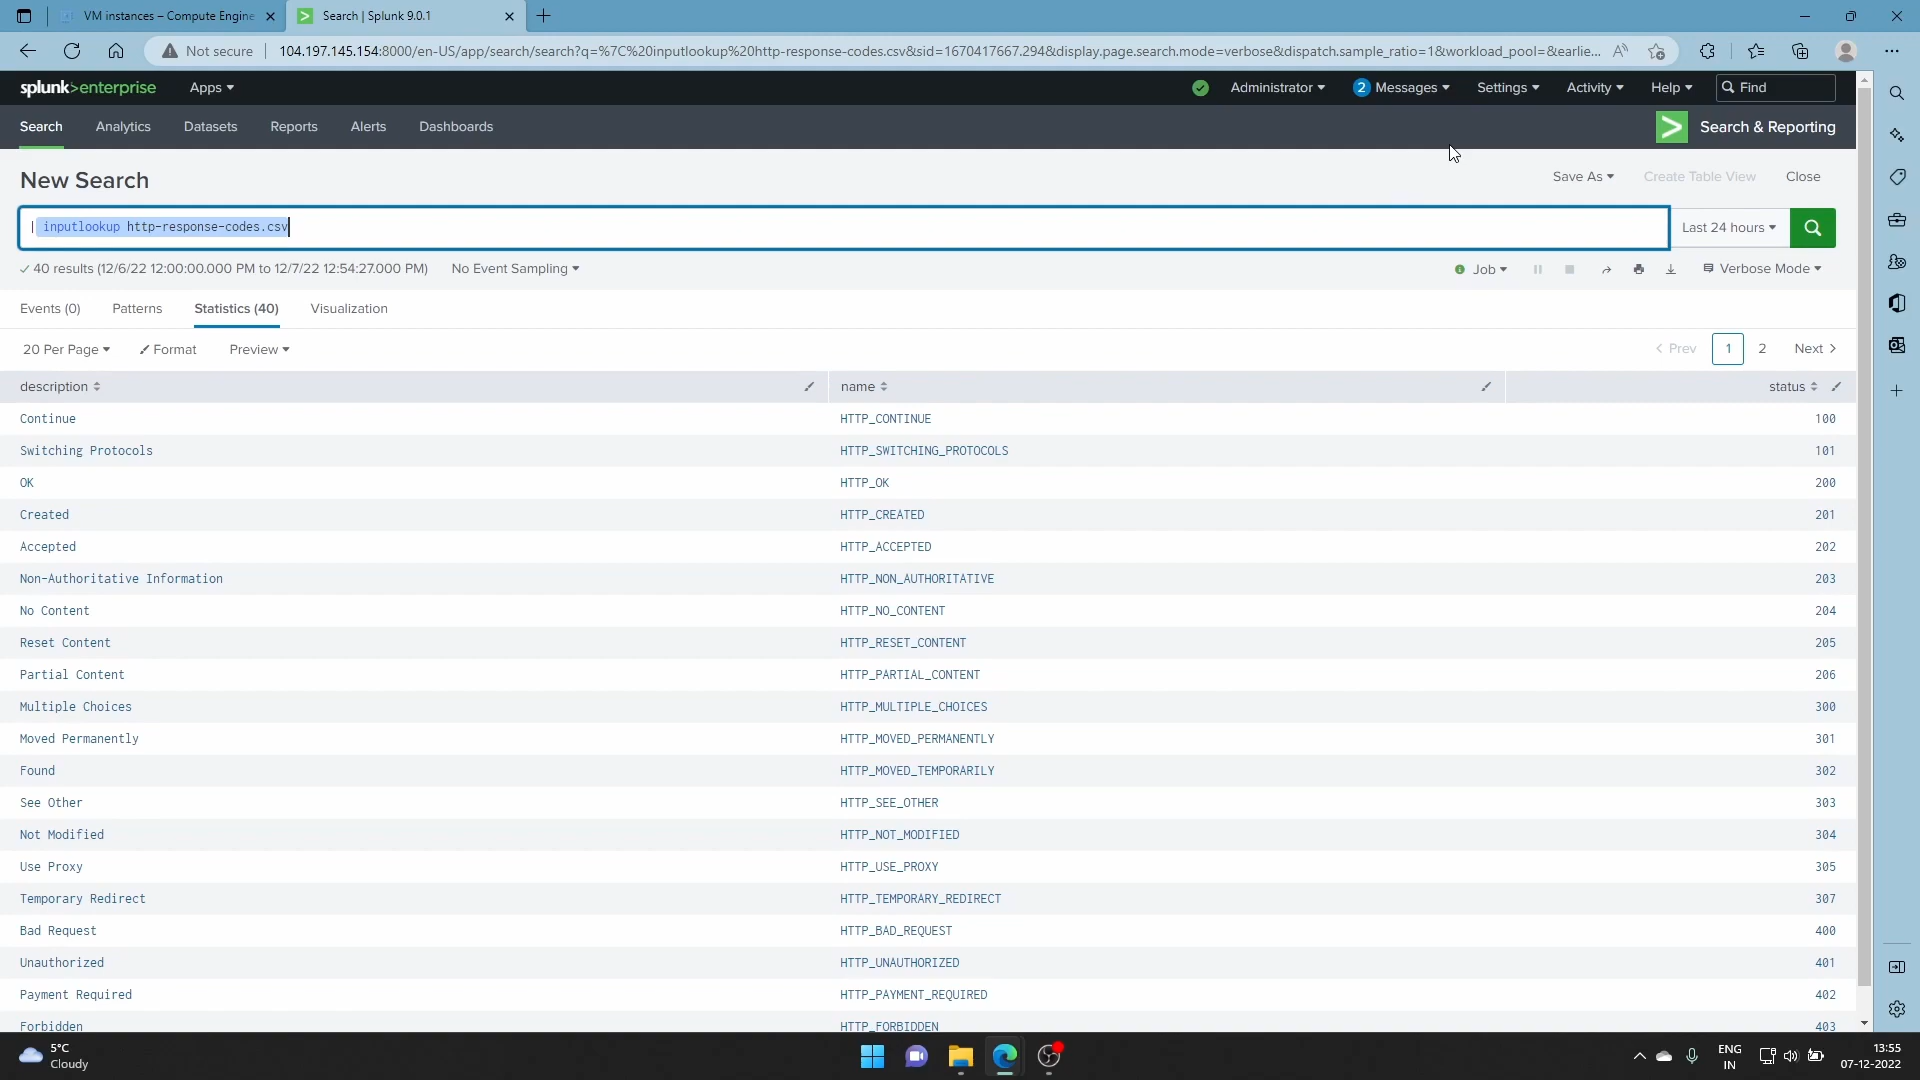 VM instances – Compute Engine
Search | Splunk 9.0.1
Not secure
104.197.145.154:8000/en-US/app/search/search?q=%7C%20inputlookup%20http-response-codes.csv&sid=1670417667.294&display.page.search.mode=verbose&dispatch.sample_ratio=1&workload_pool=&earlie...
splunk>enterprise
Apps
Administrator
2 Messages
Settings
Activity
Help
Find
Search
Analytics
Datasets
Reports
Alerts
Dashboards
Search & Reporting
New Search
Save As
Create Table View
Close
| inputlookup http-response-codes.csv
Last 24 hours
40 results (12/6/22 12:00:00.000 PM to 12/7/22 12:54:27.000 PM)
No Event Sampling
Job
Verbose Mode
Events (0)
Patterns
Statistics (40)
Visualization
20 Per Page
Format
Preview
< Prev
1
2
Next >
description name status
Continue HTTP_CONTINUE 100
Switching Protocols HTTP_SWITCHING_PROTOCOLS 101
OK HTTP_OK 200
Created HTTP_CREATED 201
Accepted HTTP_ACCEPTED 202
Non-Authoritative Information HTTP_NON_AUTHORITATIVE 203
No Content HTTP_NO_CONTENT 204
Reset Content HTTP_RESET_CONTENT 205
Partial Content HTTP_PARTIAL_CONTENT 206
Multiple Choices HTTP_MULTIPLE_CHOICES 300
Moved Permanently HTTP_MOVED_PERMANENTLY 301
Found HTTP_MOVED_TEMPORARILY 302
See Other HTTP_SEE_OTHER 303
Not Modified HTTP_NOT_MODIFIED 304
Use Proxy HTTP_USE_PROXY 305
Temporary Redirect HTTP_TEMPORARY_REDIRECT 307
Bad Request HTTP_BAD_REQUEST 400
Unauthorized HTTP_UNAUTHORIZED 401
Payment Required HTTP_PAYMENT_REQUIRED 402
Forbidden HTTP_FORBIDDEN 403
5°C
Cloudy
ENG
IN
13:55
07-12-2022